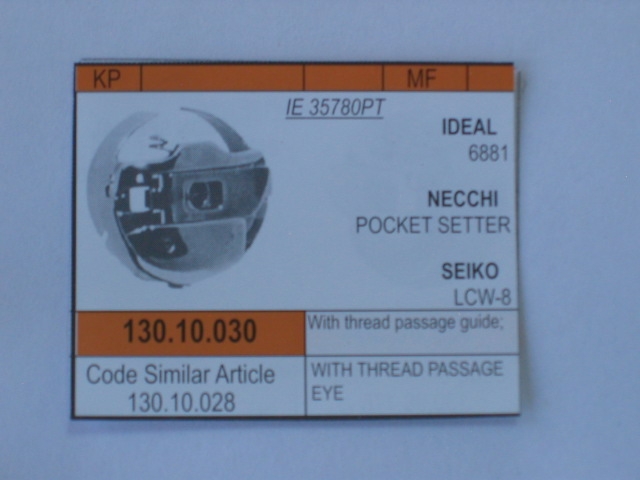 KP MF
IE 35780PT
IDEAL
6881
NECCHI
POCKET SETTER
SEIKO
LCW-8
130.10.030
With thread passage guide;
Code Similar Article
130.10.028
WITH THREAD PASSAGE
EYE